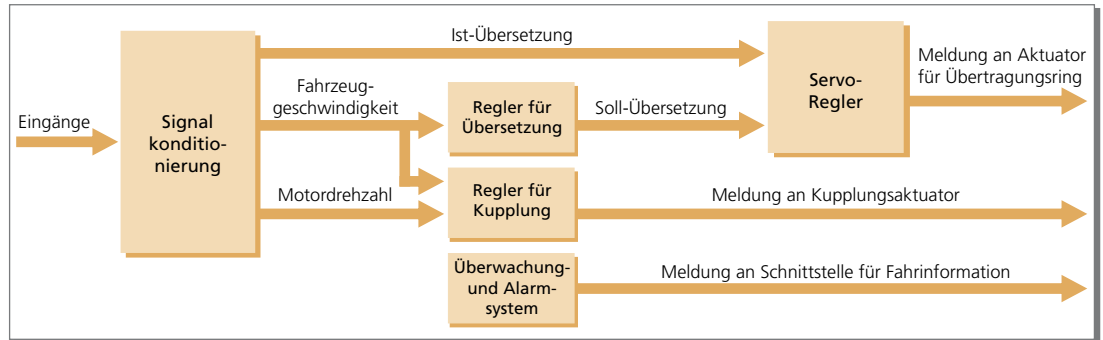 Eingänge
Signal
konditio-
nierung
Ist-Übersetzung
Fahrzeug-
geschwindigkeit
Motordrehzahl
Regler für
Übersetzung
Soll-Übersetzung
Servo-
Regler
Meldung an Aktuator
für Übertragungsring
Regler für
Kupplung
Meldung an Kupplungsaktuator
Überwachung-
und Alarm-
system
Meldung an Schnittstelle für Fahrinformation